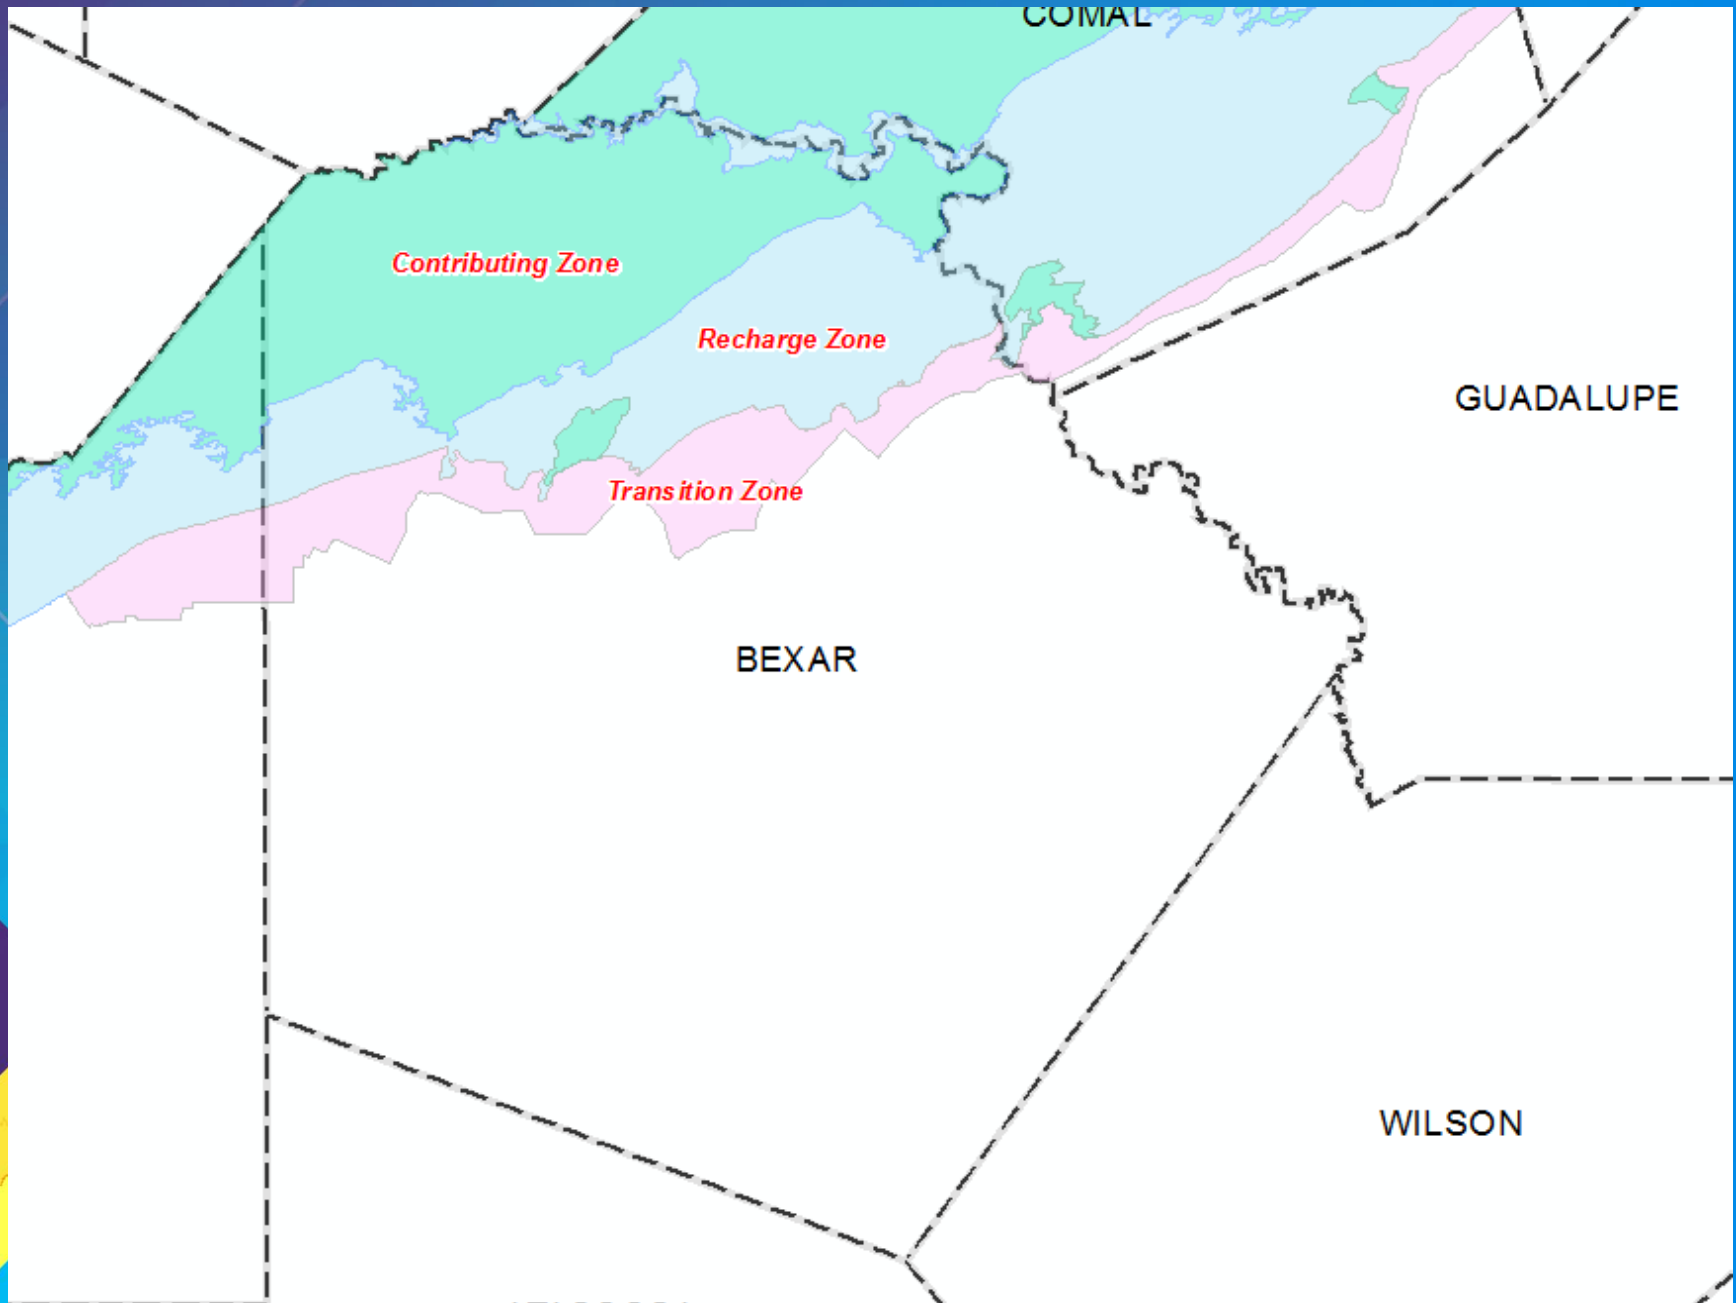 COMAL
Contributing Zone
Recharge Zone
GUADALUPE
Transition Zone
BEXAR
WILSON